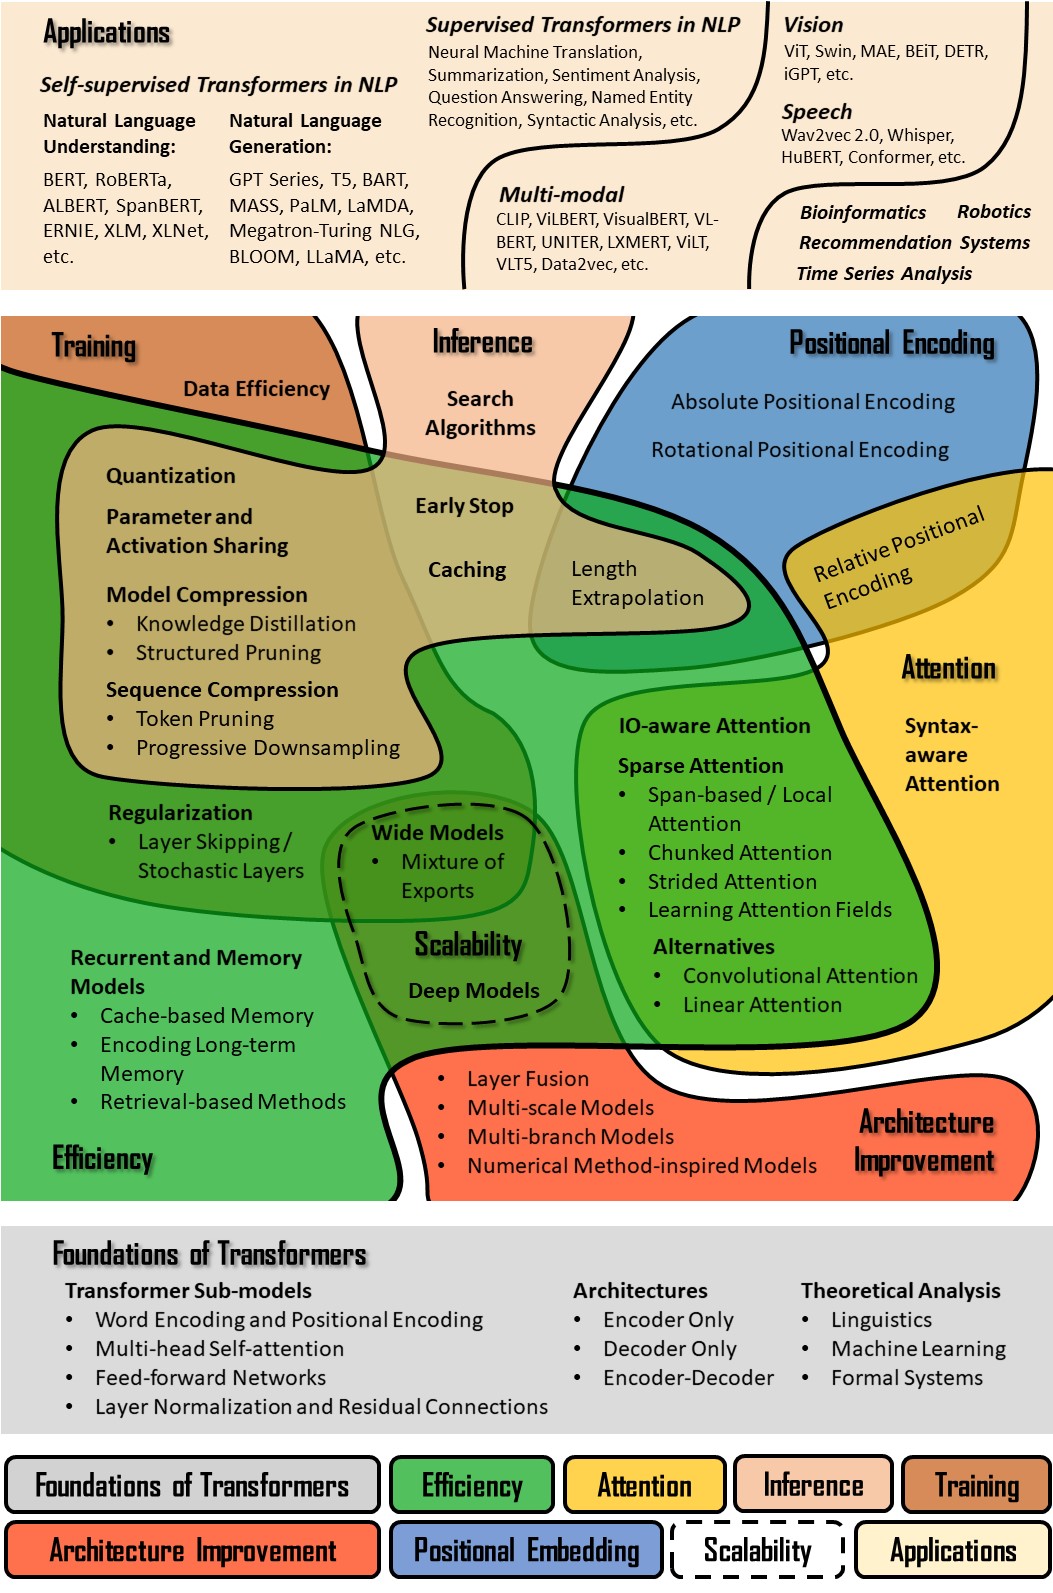 Applications
Self-supervised Transformers in NLP
Natural Language
Understanding:
BERT, RoBERTa,
ALBERT, SpanBERT,
ERNIE, XLM, XLNet,
etc.
Natural Language
Generation:
GPT Series, T5, BART,
MASS, PaLM, LaMDA,
Megatron-Turing NLG,
BLOOM, LLaMA, etc.
Supervised Transformers in NLP
Neural Machine Translation,
Summarization, Sentiment Analysis,
Question Answering, Named Entity
Recognition, Syntactic Analysis, etc.
Multi-modal
CLIP, ViLBERT, VisualBERT, VL-
BERT, UNITER, LXMERT, ViLT,
VLT5, Data2vec, etc.
Vision
ViT, Swin, MAE, BEiT, DETR,
iGPT, etc.
Speech
Wav2vec 2.0, Whisper,
HuBERT, Conformer, etc.
Bioinformatics Robotics
Recommendation Systems
Time Series Analysis
Training
Data Efficiency
Inference
Search
Algorithms
Positional Encoding
Absolute Positional Encoding
Rotational Positional Encoding
Relative Positional
Encoding
Quantization
Parameter and
Activation Sharing
Model Compression
• Knowledge Distillation
• Structured Pruning
Sequence Compression
• Token Pruning
• Progressive Downsampling
Early Stop
Caching
Length
Extrapolation
Attention
Syntax-
aware
Attention
IO-aware Attention
Sparse Attention
• Span-based / Local
Attention
• Chunked Attention
• Strided Attention
• Learning Attention Fields
Alternatives
• Convolutional Attention
• Linear Attention
Regularization
• Layer Skipping/
Stochastic Layers
Wide Models
• Mixture of
Exports
Scalability
Deep Models
Recurrent and Memory
Models
• Cache-based Memory
• Encoding Long-term
Memory
• Retrieval-based Methods
Efficiency
• Layer Fusion
• Multi-scale Models
• Multi-branch Models
• Numerical Method-inspired Models
Architecture
Improvement
Foundations of Transformers
Transformer Sub-models
• Word Encoding and Positional Encoding
• Multi-head Self-attention
• Feed-forward Networks
• Layer Normalization and Residual Connections
Architectures
• Encoder Only
• Decoder Only
• Encoder-Decoder
Theoretical Analysis
• Linguistics
• Machine Learning
• Formal Systems
Foundations of Transformers
Efficiency
Attention
Inference
Training
Architecture Improvement
Positional Embedding
Scalability
Applications